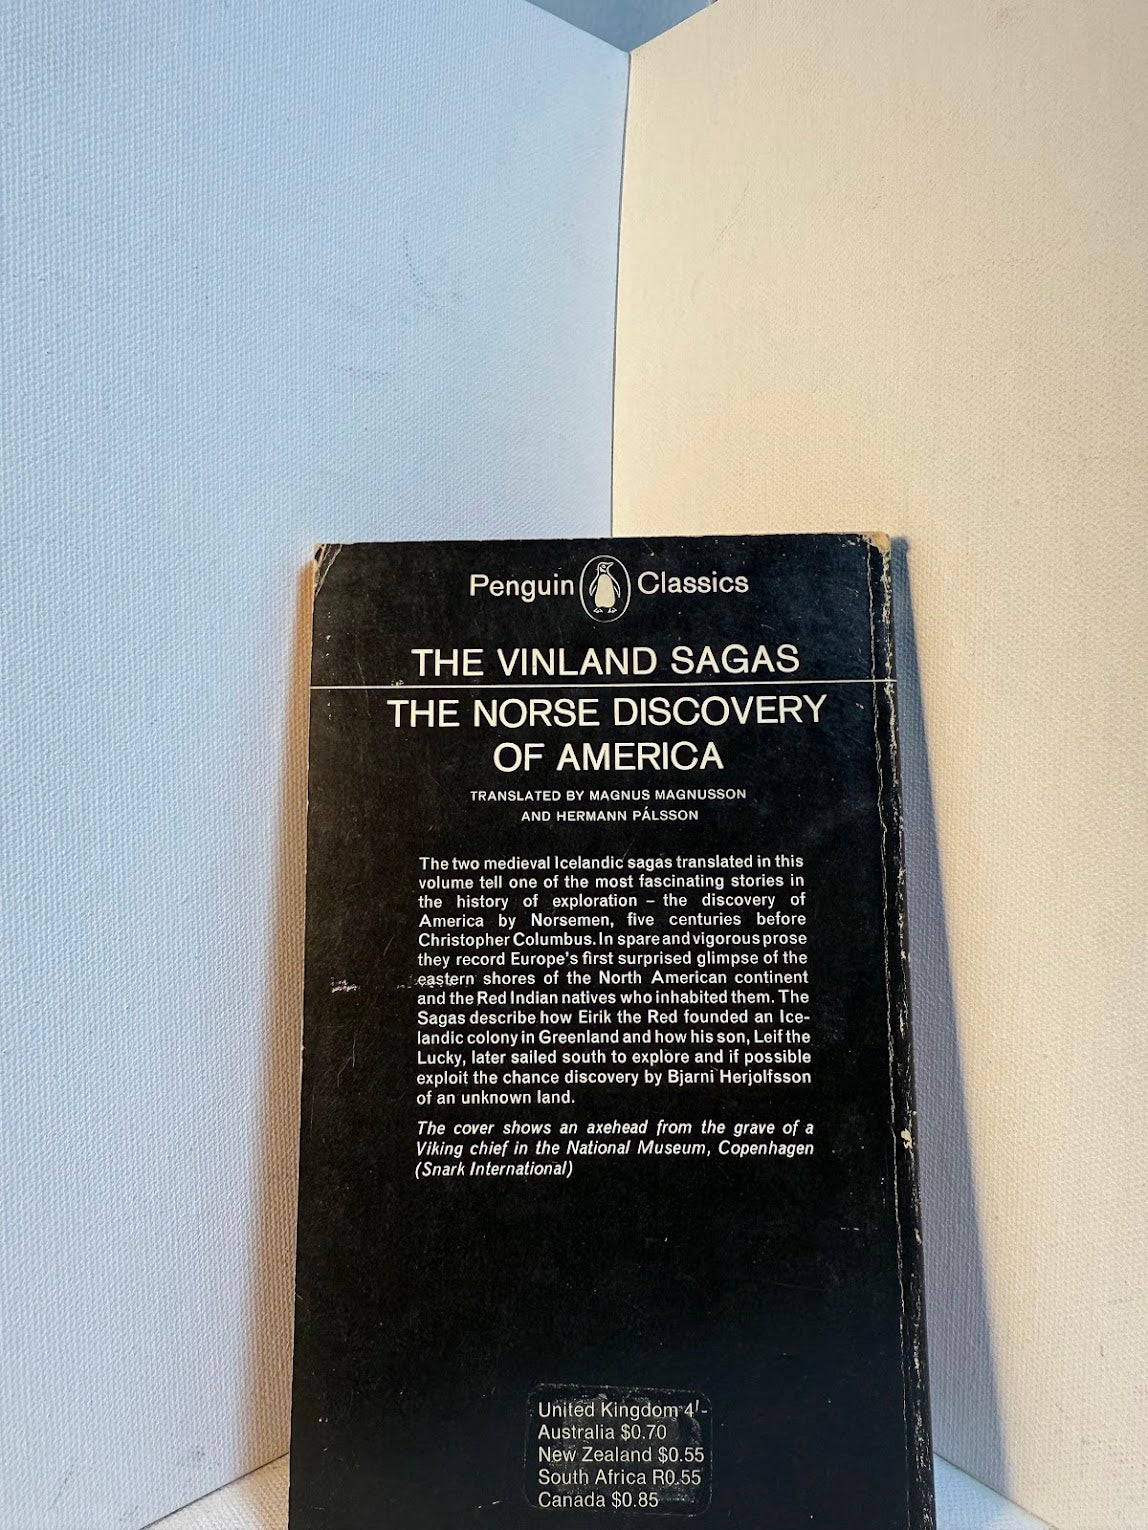 Penguin Classics
THE VINLAND SAGAS
THE NORSE DISCOVERY
OF AMERICA
TRANSLATED BY MAGNUS MAGNUSSON
AND HERMANN PÁLSSON
The two medieval Icelandic sagas translated in this
volume tell one of the most fascinating stories in
the history of exploration – the discovery of
America by Norsemen, five centuries before
Christopher Columbus. In spare and vigorous prose
they record Europe's first surprised glimpse of the
eastern shores of the North American continent
and the Red Indian natives who inhabited them. The
Sagas describe how Eirik the Red founded an Ice-
landic colony in Greenland and how his son, Leif the
Lucky, later sailed south to explore and if possible
exploit the chance discovery by Bjarni Herjolfsson
of an unknown land.
The cover shows an axehead from the grave of a
Viking chief in the National Museum, Copenhagen
(Snark International)
United Kingdom 4'-
Australia $0.70
New Zealand $0.55
South Africa R0.55
Canada $0.85